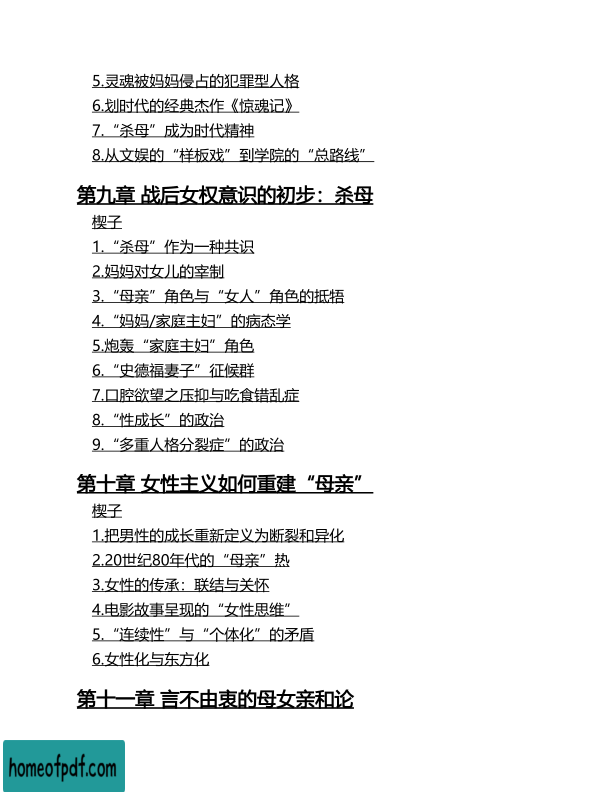 5.灵魂被妈妈侵占的犯罪型人格
6.划时代的经典杰作《惊魂记》
7.“杀母”成为时代精神
8.从文娱的“样板戏”到学院的“总路线”
第九章 战后女权意识的初步：杀母
楔子
1.“杀母”作为一种共识
2.妈妈对女儿的宰制
3.“母亲”角色与“女人”角色的抵牾
4.“妈妈/家庭主妇”的病态学
5.炮轰“家庭主妇”角色
6.“史德福妻子”征候群
7.口腔欲望之压抑与吃食错乱症
8.“性成长”的政治
9.“多重人格分裂症”的政治
第十章 女性主义如何重建“母亲”
楔子
1.把男性的成长重新定义为断裂和异化
2.20世纪80年代的“母亲”热
3.女性的传承：联结与关怀
4.电影故事呈现的“女性思维”
5.“连续性”与“个体化”的矛盾
6.女性化与东方化
第十一章 言不由衷的母女亲和论
homeofpdf.com